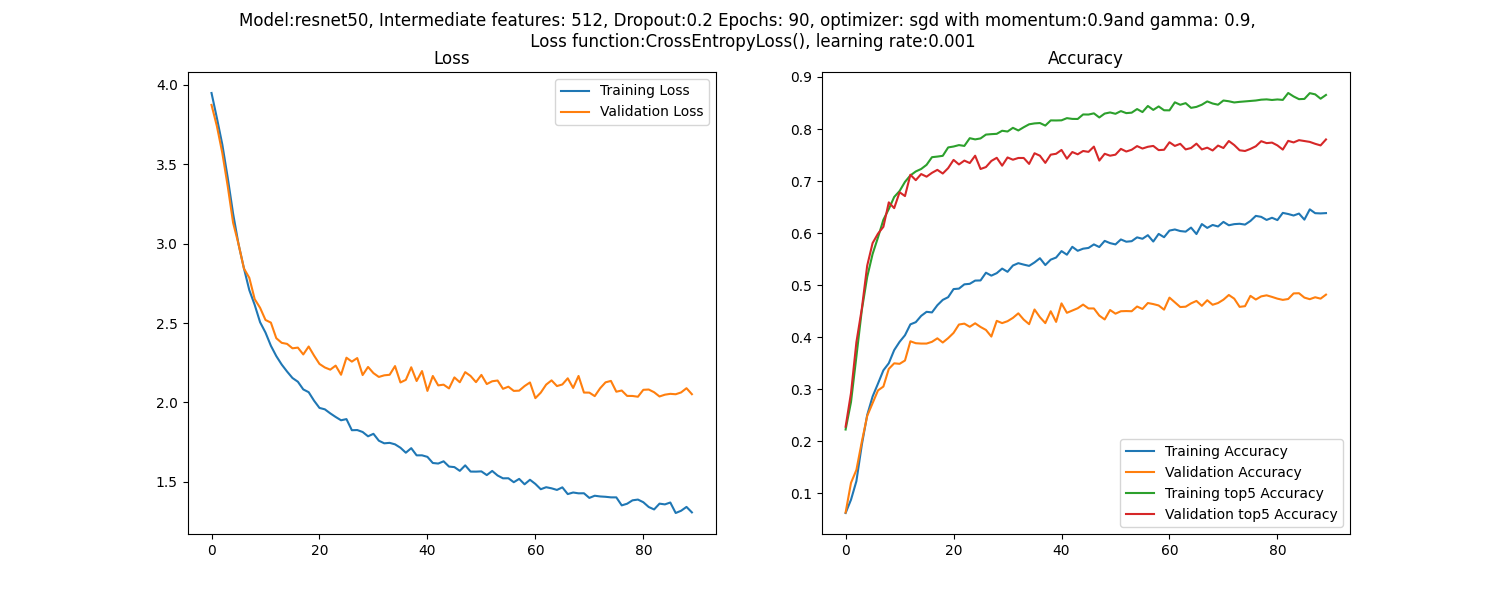 Model:resnet50, Intermediate features: 512, Dropout:0.2 Epochs: 90, optimizer: sgd with momentum:0.9and gamma: 0.9,
Loss function:CrossEntropyLoss(), learning rate:0.001
Loss
4.0
3.5
3.0
2.5
2.0
1.5
0
20
40
60
80
Training Loss
Validation Loss
Accuracy
0.9
0.8
0.7
0.6
0.5
0.4
0.3
0.2
0.1
0
20
40
60
80
Training Accuracy
Validation Accuracy
Training top5 Accuracy
Validation top5 Accuracy